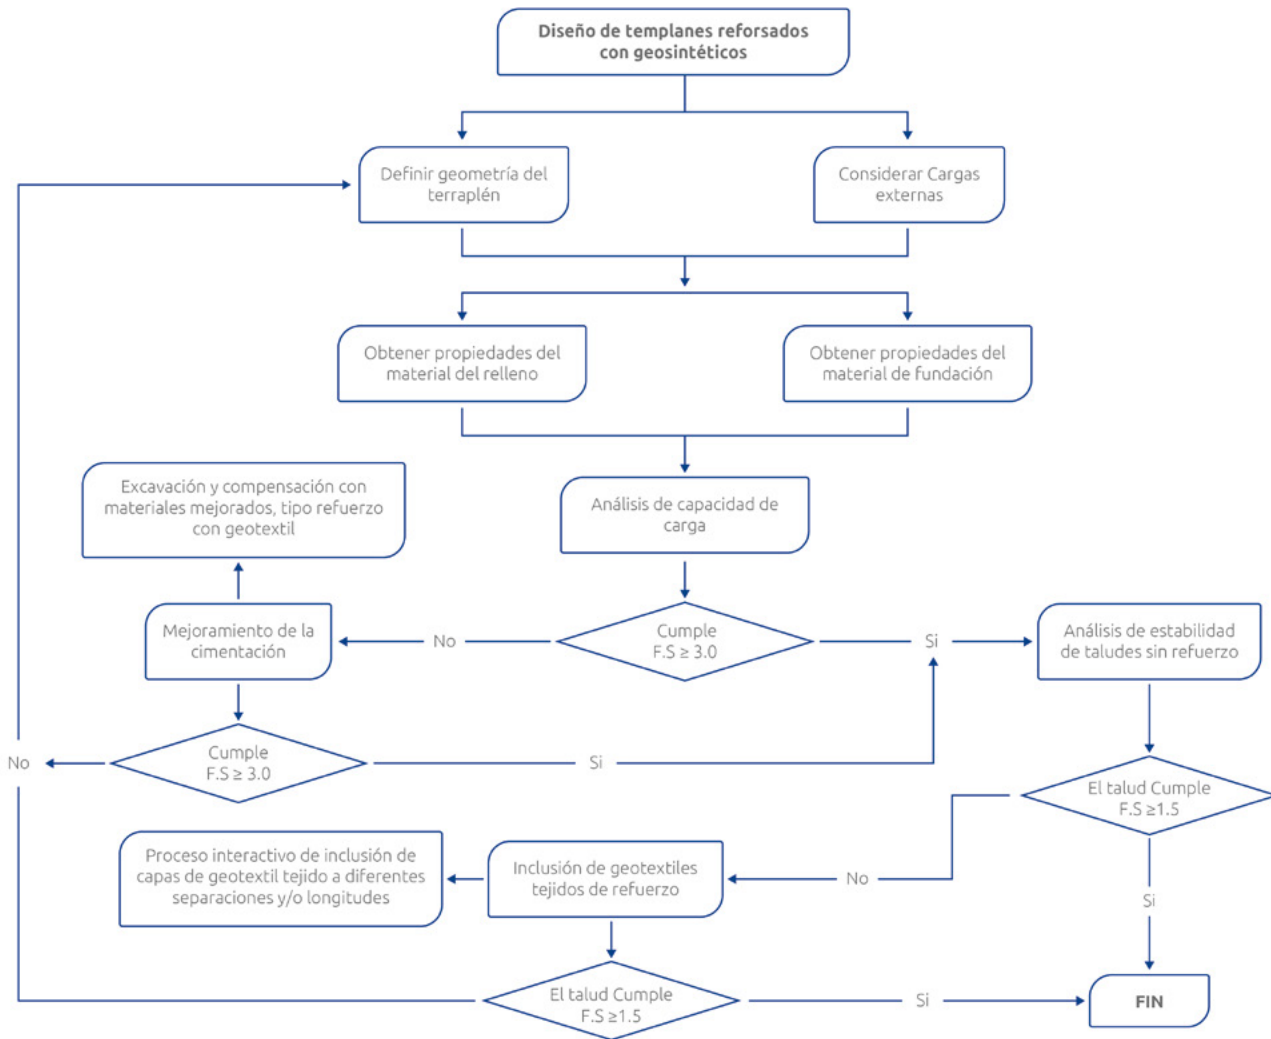 Diseño de templanes reforsados
con geosintéticos
Definir geometría del
terraplén
Considerar Cargas
externas
Obtener propiedades del
material del relleno
Obtener propiedades del
material de fundación
Excavación y compensación con
materiales mejorados, tipo refuerzo
con geotextil
Análisis de capacidad de
carga
Mejoramiento de la
cimentación
No
Cumple
F.S ≥ 3.0
Si
Análisis de estabilidad
de taludes sin refuerzo
No
Cumple
F.S ≥ 3.0
Si
El talud Cumple
F.S ≥1.5
Proceso interactivo de inclusión de
capas de geotextil tejido a diferentes
separaciones y/o longitudes
Inclusión de geotextiles
tejidos de refuerzo
No
Si
El talud Cumple
F.S ≥1.5
Si
FIN